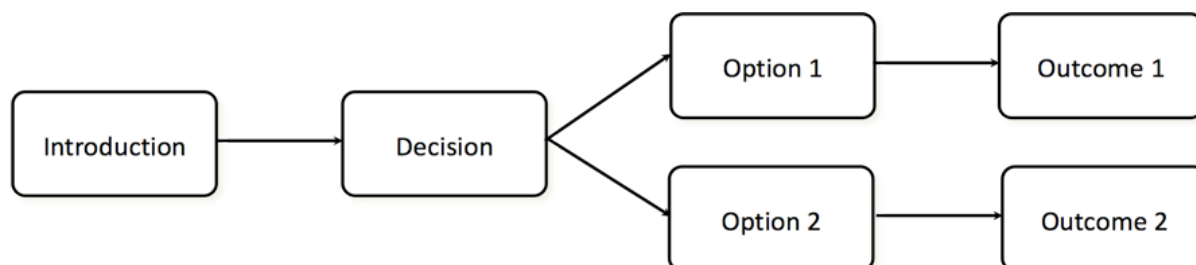 Introduction
Decision
Option 1
Outcome 1
Option 2
Outcome 2